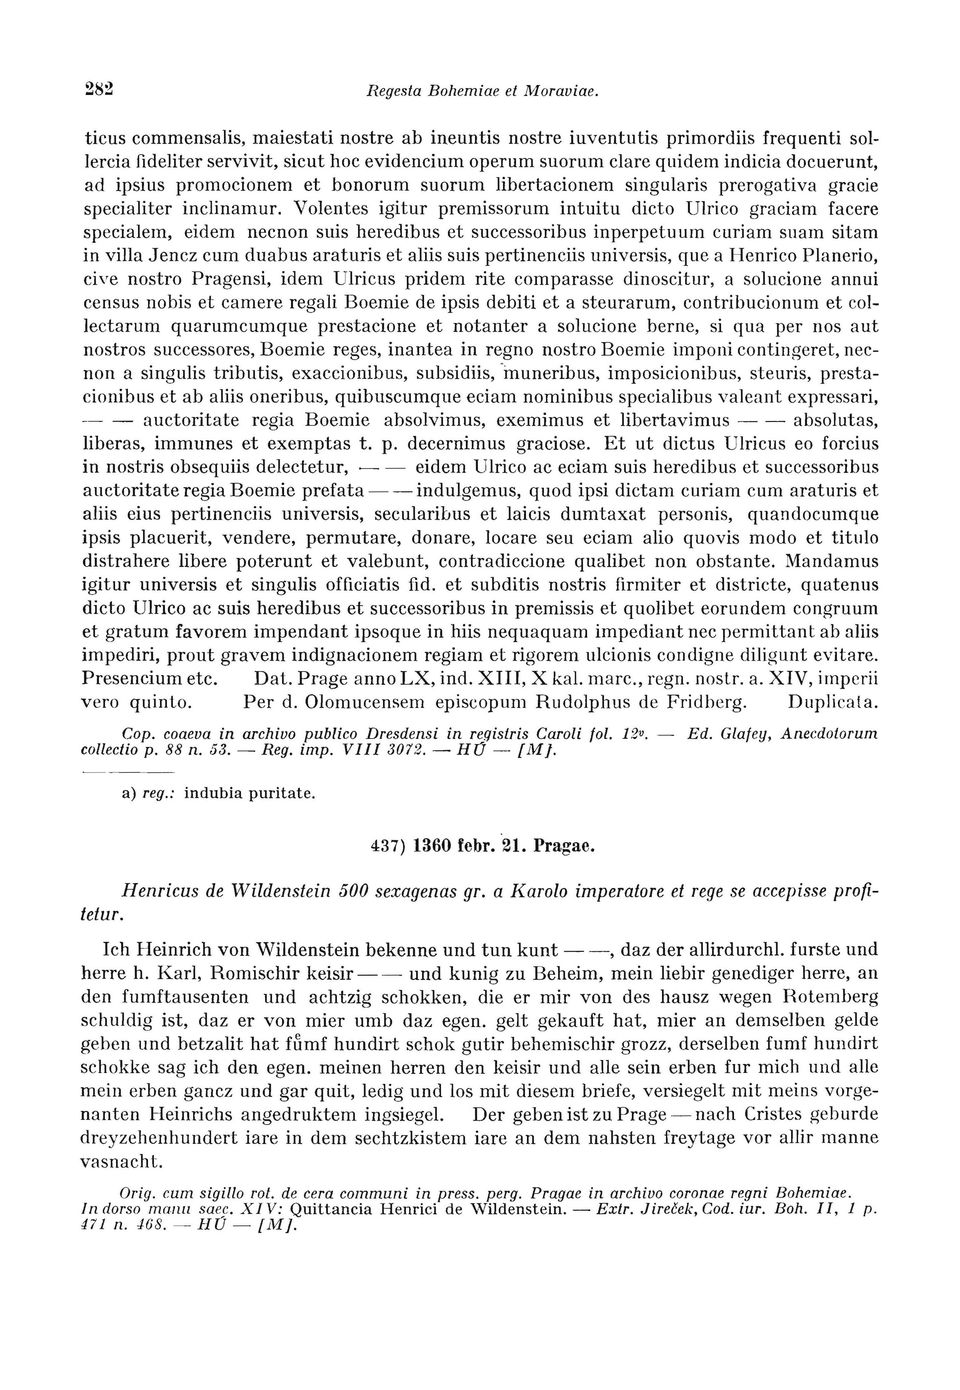 282 Regesta Bohemiae et Moraviae.
ticus commensalis, maiestati nostre ab ineuntis nostre iuventutis primordiis frequenti sol-
lercia fideliter servivit, sicut hoc evidencium operum suorum clare quidem indicia docuerunt,
ad ipsius promocionem et bonorum suorum libertacionem singularis prerogativa gracie
specialiter inclinamur. Volentes igitur premissorum intuitu dicto Ulrico graciam facere
specialem, eidem necnon suis heredibus et successoribus inperpetuum curiam suam sitam
in villa Jencz cum duabus araturis et aliis suis pertinenciis universis, que a Henrico Planerio,
cive nostro Pragensi, idem Ulricus pridem rite comparasse dinoscitur, a solucione annui
census nobis et camere regali Boemie de ipsis debiti et a steurarum, contribucionum et col-
lectarum quarumcumque prestacione et notanter a solucione berne, si qua per nos aut
nostros successores, Boemie reges, inantea in regno nostro Boemie imponi contingeret, nec-
non a singulis tributis, exaccionibus, subsidiis, muneribus, imposicionibus, steuris, presta-
cionibus et ab aliis oneribus, quibuscumque eciam nominibus specialibus valeant expressari,
— — auctoritate regia Boemie absolvimus, exemimus et libertavimus — — absolutas,
liberas, immunes et exemptas t. p. decernimus graciose. Et ut dictus Ulricus eo forcius
in nostris obsequiis delectetur, — — eidem Ulrico ac eciam suis heredibus et successoribus
auctoritate regia Boemie prefata — — indulgemus, quod ipsi dictam curiam cum araturis et
aliis eius pertinenciis universis, secularibus et laicis dumtaxat personis, quandocumque
ipsis placuerit, vendere, permutare, donare, locare seu eciam alio quovis modo et titulo
distrahere libere poterunt et valebunt, contradiccione qualibet non obstante. Mandamus
igitur universis et singulis officiatis fid. et subditis nostris firmiter et districte, quatenus
dicto Ulrico ac suis heredibus et successoribus in premissis et quolibet eorundem congruum
et gratum favorem impendant ipsoque in hiis nequaquam impediant nec permittant ab aliis
impediri, prout gravem indignacionem regiam et rigorem ulcionis condigne diligunt evitare.
Presencium etc. Dat. Prage anno LX, ind. XIII, X kal. marc., regn. nostr. a. XIV, imperii
vero quinto. Per d. Olomucensem episcopum Rudolphus de Fridberg. Duplicata.
Cop. coaeva in archivo publico Dresdensi in registris Caroli fol. 12v. — Ed. Glafey, Anecdotorum
collectio p. 88 n. 53. — Reg. imp. VIII 3072. — HÚ — [M].
a) reg.: indubia puritate.
437) 1360 febr. 21. Pragae.
Henricus de Wildenstein 500 sexagenas gr. a Karolo imperatore et rege se accepisse profi-
tetur.
Ich Heinrich von Wildenstein bekenne und tun kunt — —, daz der allirdurchl. furste und
herre h. Karl, Romischir keisir — — und kunig zu Beheim, mein liebir genediger herre, an
den fumftausenten und achtzig schokken, die er mir von des hausz wegen Rotemberg
schuldig ist, daz er von mier umb daz egen. gelt gekauft hat, mier an demselben gelde
geben und betzalit hat fuͤmf hundirt schok gutir behemischir grozz, derselben fumf hundirt
schokke sag ich den egen. meinen herren den keisir und alle sein erben fur mich und alle
mein erben gancz und gar quit, ledig und los mit diesem briefe, versiegelt mit meins vorge-
nanten Heinrichs angedruktem ingsiegel. Der geben ist zu Prage — nach Cristes geburde
dreyzehenhundert iare in dem sechtzkistem iare an dem nahsten freytage vor allir manne
vasnacht.
Orig. cum sigillo rot. de cera communi in press. perg. Pragae in archivo coronae regni Bohemiae.
In dorso manu saec. XIV: Quittancia Henrici de Wildenstein. — Extr. Jireček, Cod. iur. Boh. II, 1 p.
471 n. 468. — HÚ — [M].